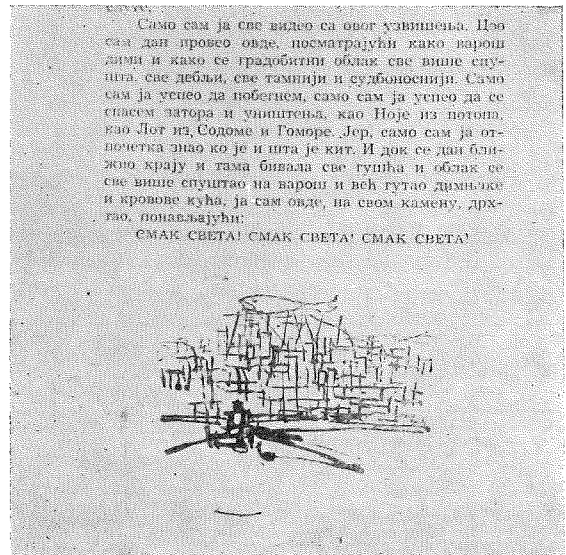 Само сам ја све видео са овог узвишења. Цео
сам дан провео овде, посматрајући како варош
дими и како се градобитни облак све више спу-
шта, све дебљи, све тамнији и судбоноснији. Само
сам ја успео да побегнем, само сам ја успео да се
спасем затора и уништења, као Ноје из потопа,
као Лот из Содоме и Гоморе. Јер, само сам ја от-
почетка знао ко је и шта је кит. И док се дан бли-
жио крају и тама бивала све гушћа и облак се
све више спуштао на варош и већ гутао димњаке
и кровове кућа, ја сам овде, на свом камену, дрх-
тао, понављајући:
СМАК СВЕТА! СМАК СВЕТА! СМАК СВЕТА!